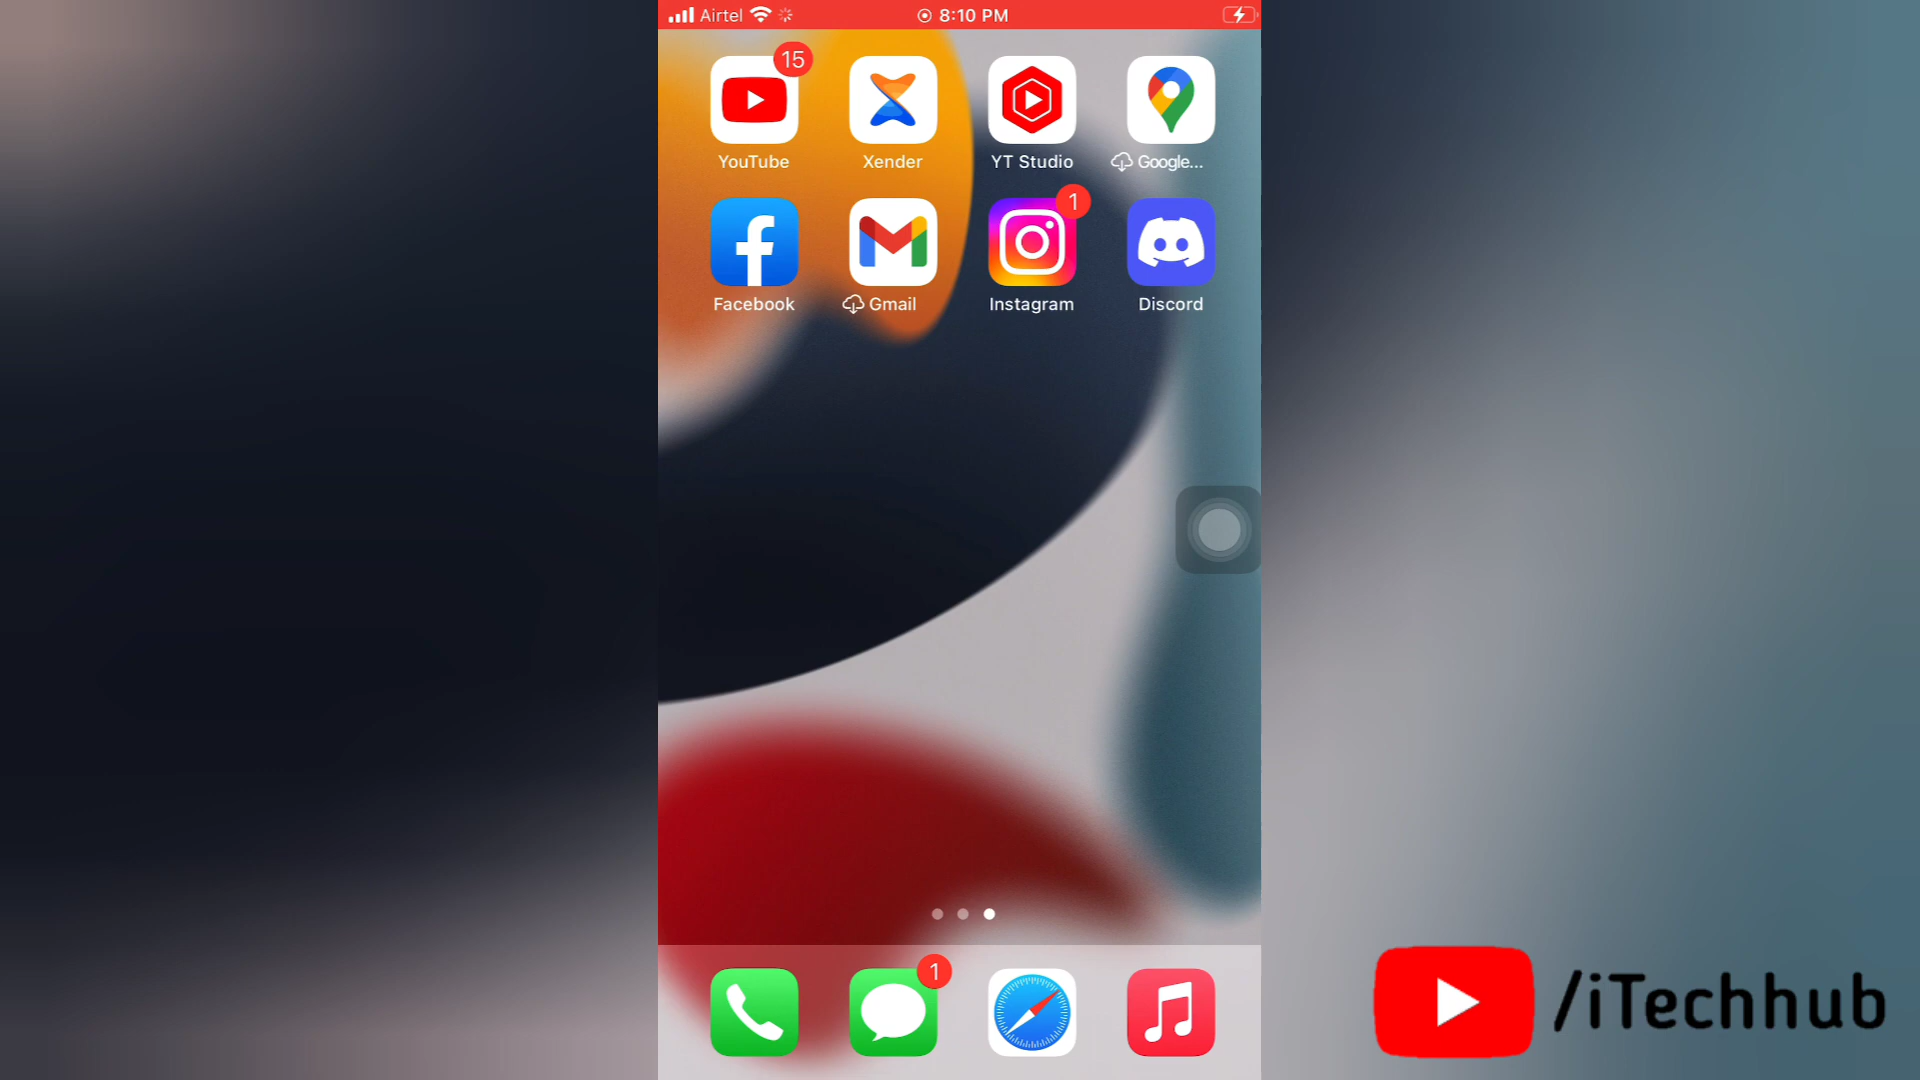 Airtel 8:10 PM
15
YouTube Xender YT Studio Google...
1
Facebook Gmail Instagram Discord
1
/iTechhub